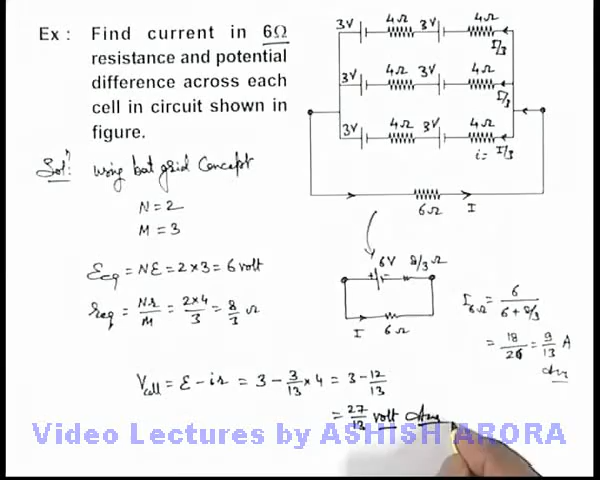 Ex : Find current in 6Ω
resistance and potential
difference across each
cell in circuit shown in
figure.
Solⁿ: Using bat grid Concept
N = 2
M = 3
Ɛeq = NƐ = 2×3 = 6 volt
req = Nr/M = 2×4/3 = 8/3 Ω
3V 4Ω 3V 4Ω
I/3
3V 4Ω 3V 4Ω
I/3
3V 4Ω 3V 4Ω
i = I/3
6Ω I
6V 8/3 Ω
+ -
I 6Ω
I6Ω = 6/(6 + 8/3)
= 18/26 = 9/13 A
Ans
Vcell = Ɛ - ir = 3 - 3/13 × 4 = 3 - 12/13
= 27/13 volt Ans
Video Lectures by ASHISH ARORA